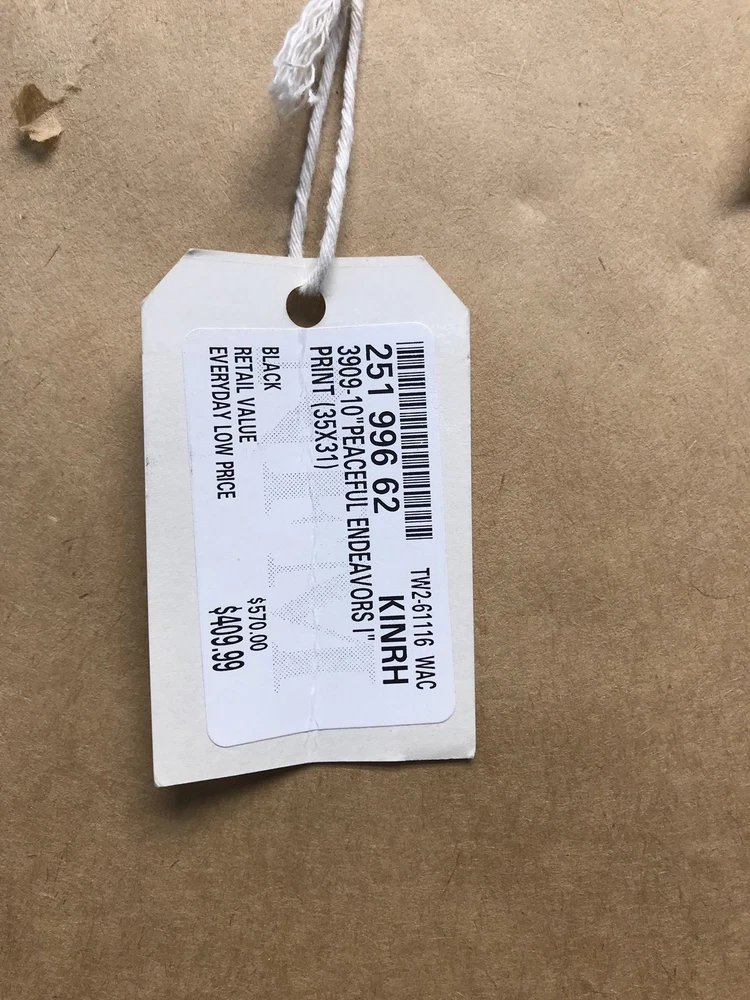 TW2-61116 WAC
251 996 62 KINRH
3909-10"PEACEFUL ENDEAVORS I"
PRINT (35X31)
BLACK
RETAIL VALUE $570.00
EVERYDAY LOW PRICE $409.99